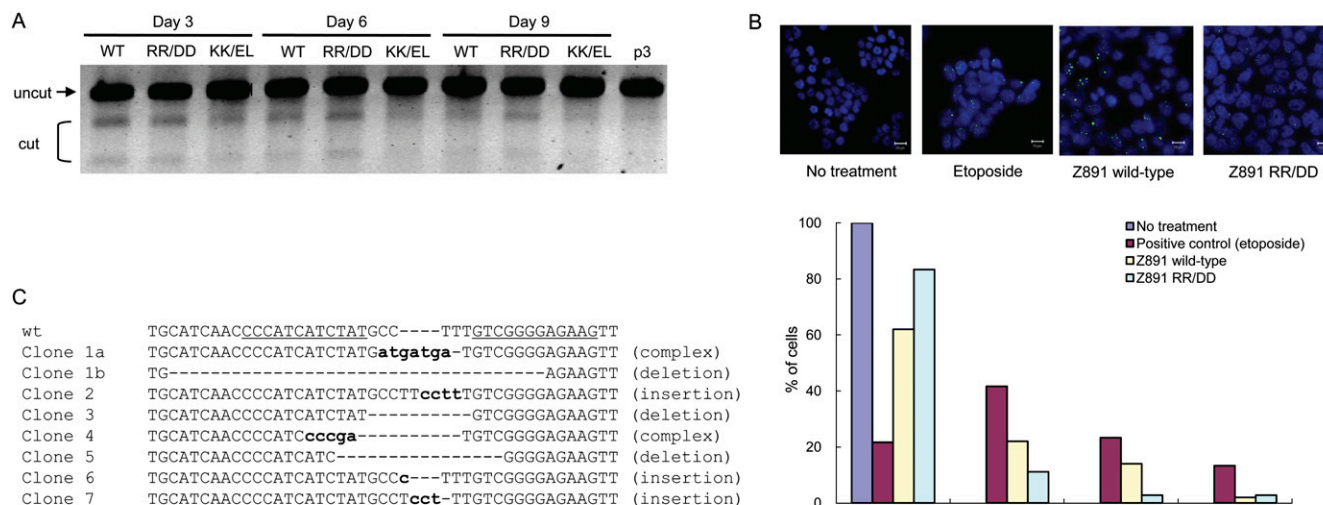 A
Day 3 Day 6 Day 9
WT RR/DD KK/EL WT RR/DD KK/EL WT RR/DD KK/EL p3
uncut
cut
B
No treatment Etoposide Z891 wild-type Z891 RR/DD
No treatment
Positive control (etoposide)
Z891 wild-type
Z891 RR/DD
% of cells
100
80
60
40
20
0
C
wt TGCATCAACCCCATCATCTATGCC----TTTGTCGGGGAGAAGTT
Clone 1a TGCATCAACCCCATCATCTATGatgatga-TGTCGGGGAGAAGTT (complex)
Clone 1b TG------------------------------------AGAAGTT (deletion)
Clone 2 TGCATCAACCCCATCATCTATGCCTTccttTGTCGGGGAGAAGTT (insertion)
Clone 3 TGCATCAACCCCATCATCTAT----------GTCGGGGAGAAGTT (deletion)
Clone 4 TGCATCAACCCCATCcccga----------TGTCGGGGAGAAGTT (complex)
Clone 5 TGCATCAACCCCATCATC----------------GGGGAGAAGTT (deletion)
Clone 6 TGCATCAACCCCATCATCTATGCCc---TTTGTCGGGGAGAAGTT (insertion)
Clone 7 TGCATCAACCCCATCATCTATGCCTcct-TTGTCGGGGAGAAGTT (insertion)